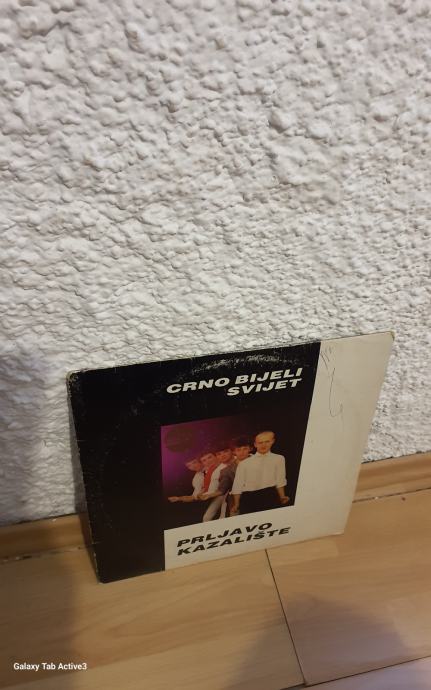 CRNO BIJELI
SVIJET
PRLJAVO
KAZALIŠTE
Galaxy Tab Active3